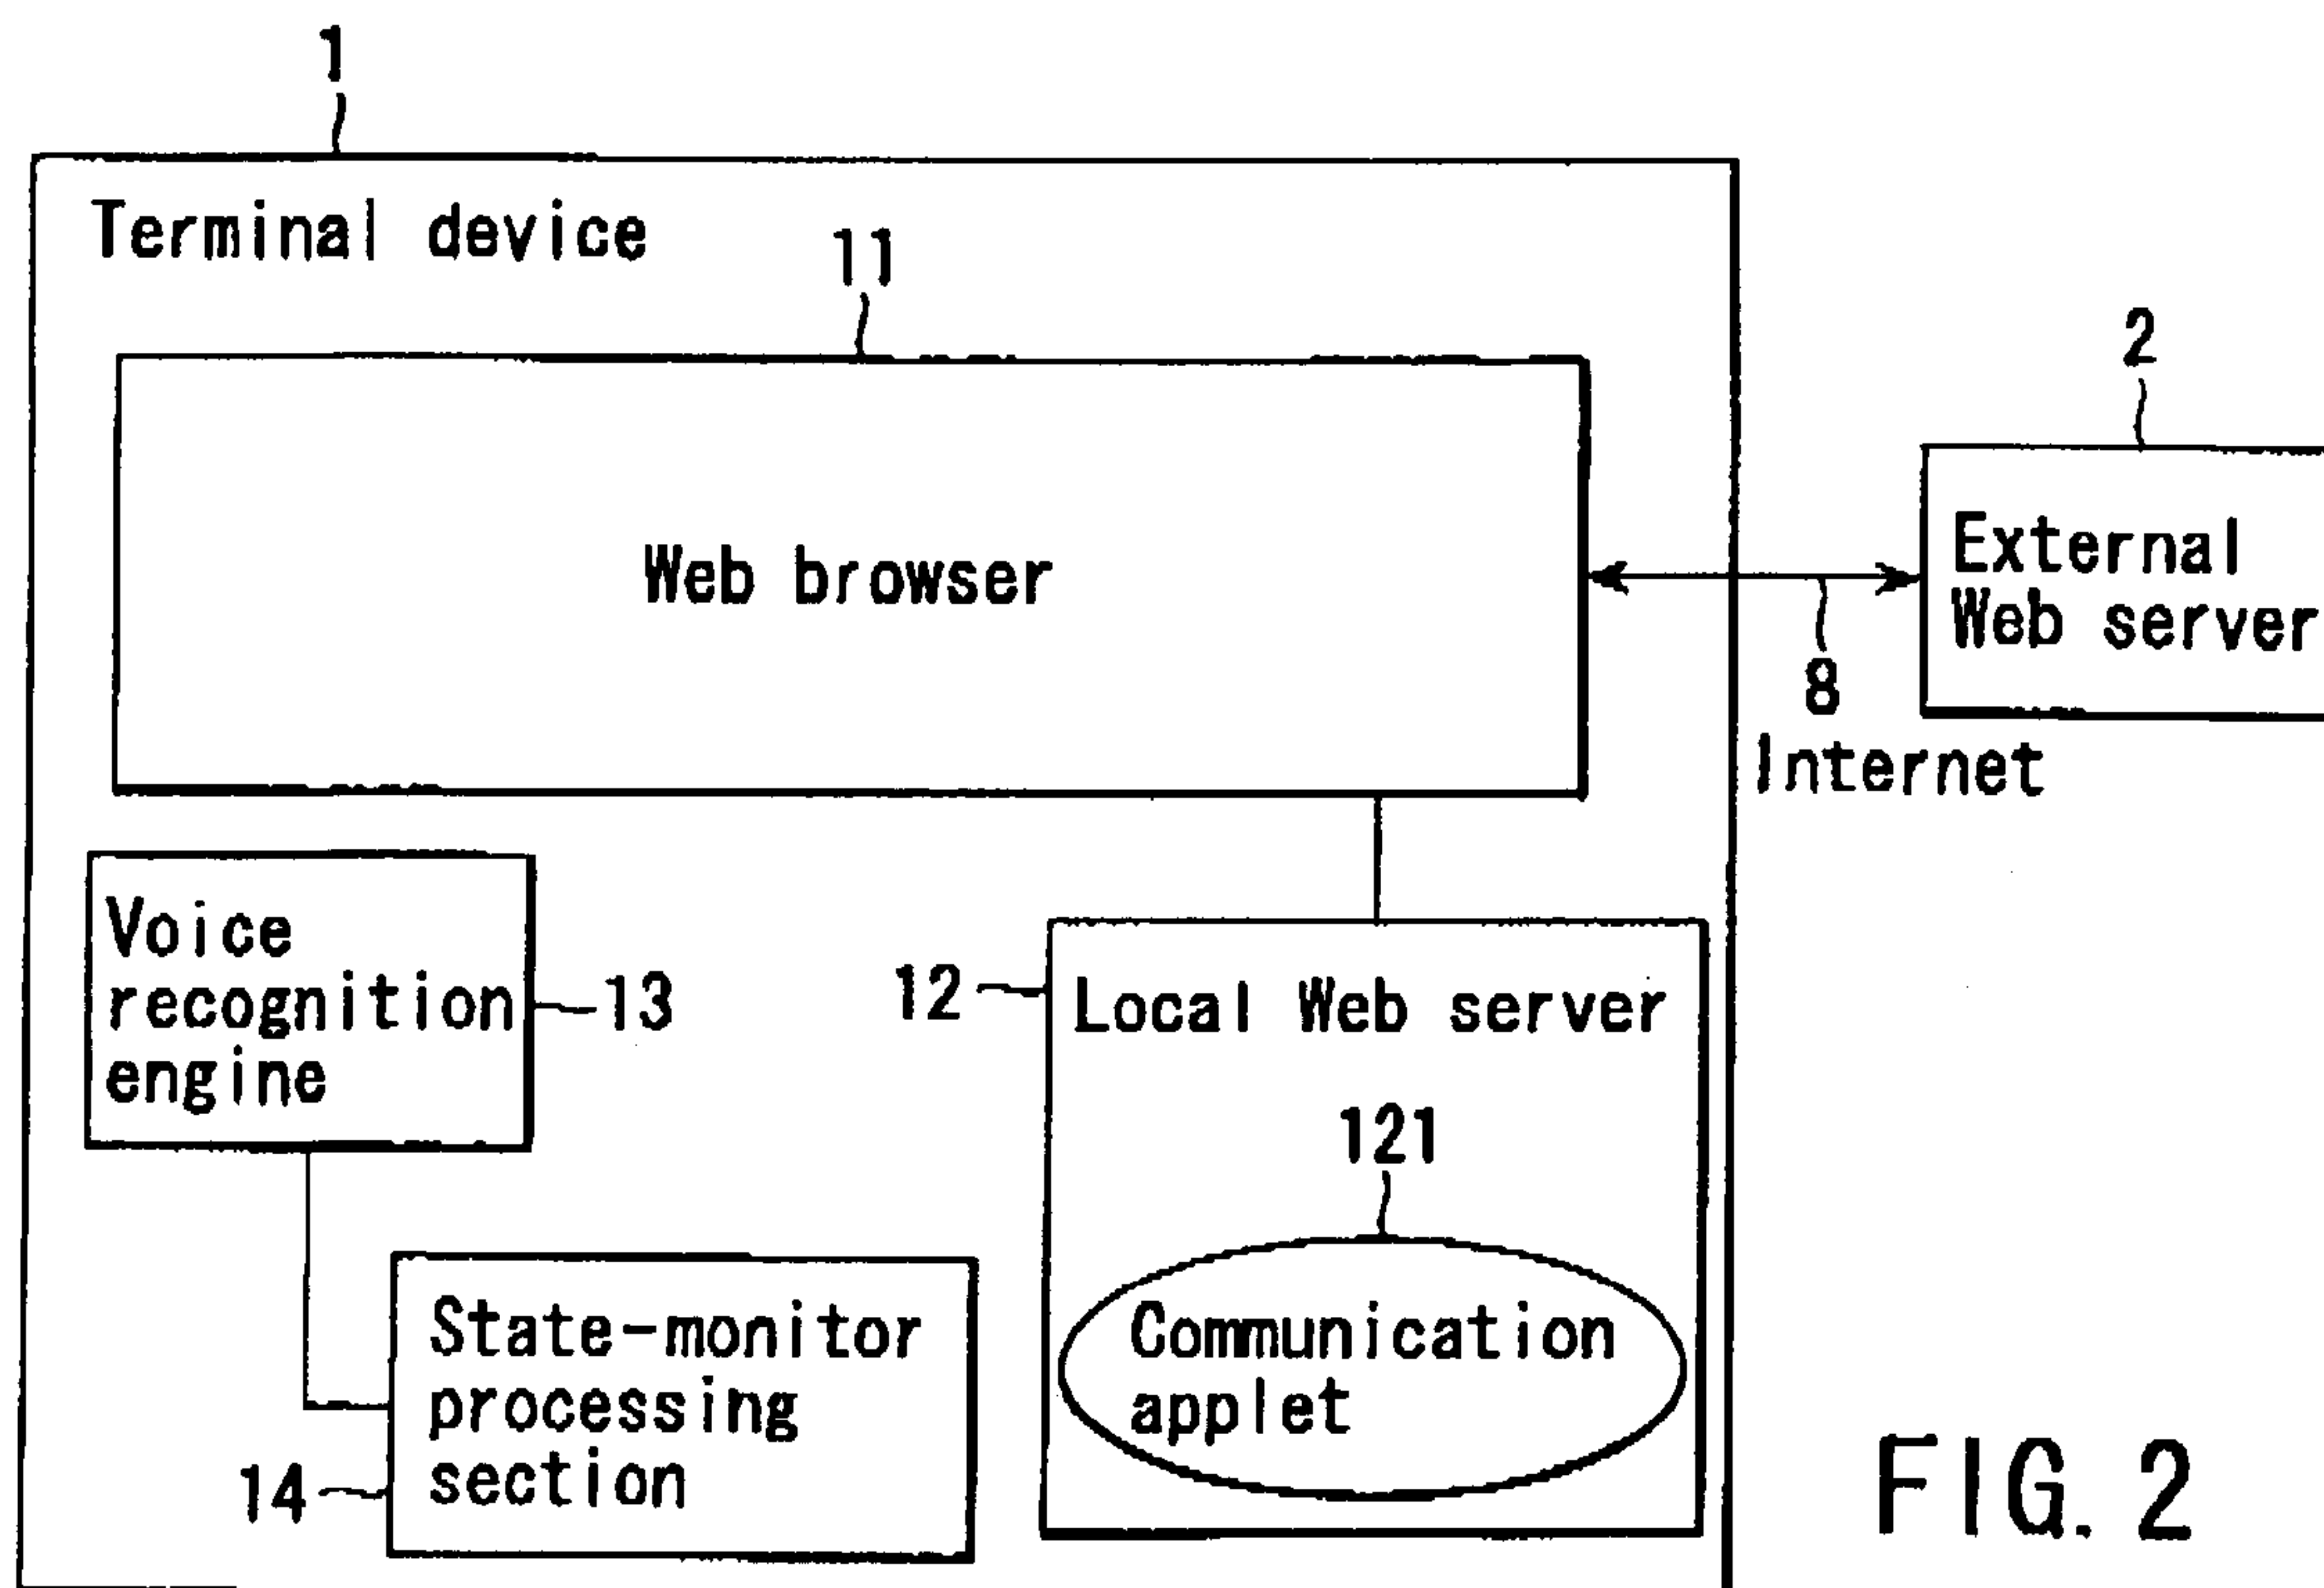 1
Terminal device
11
Web browser
2
External
Web server
8
Internet
Voice
recognition
engine
13
12
Local Web server
121
Communication
applet
State-monitor
processing
section
14
FIG. 2